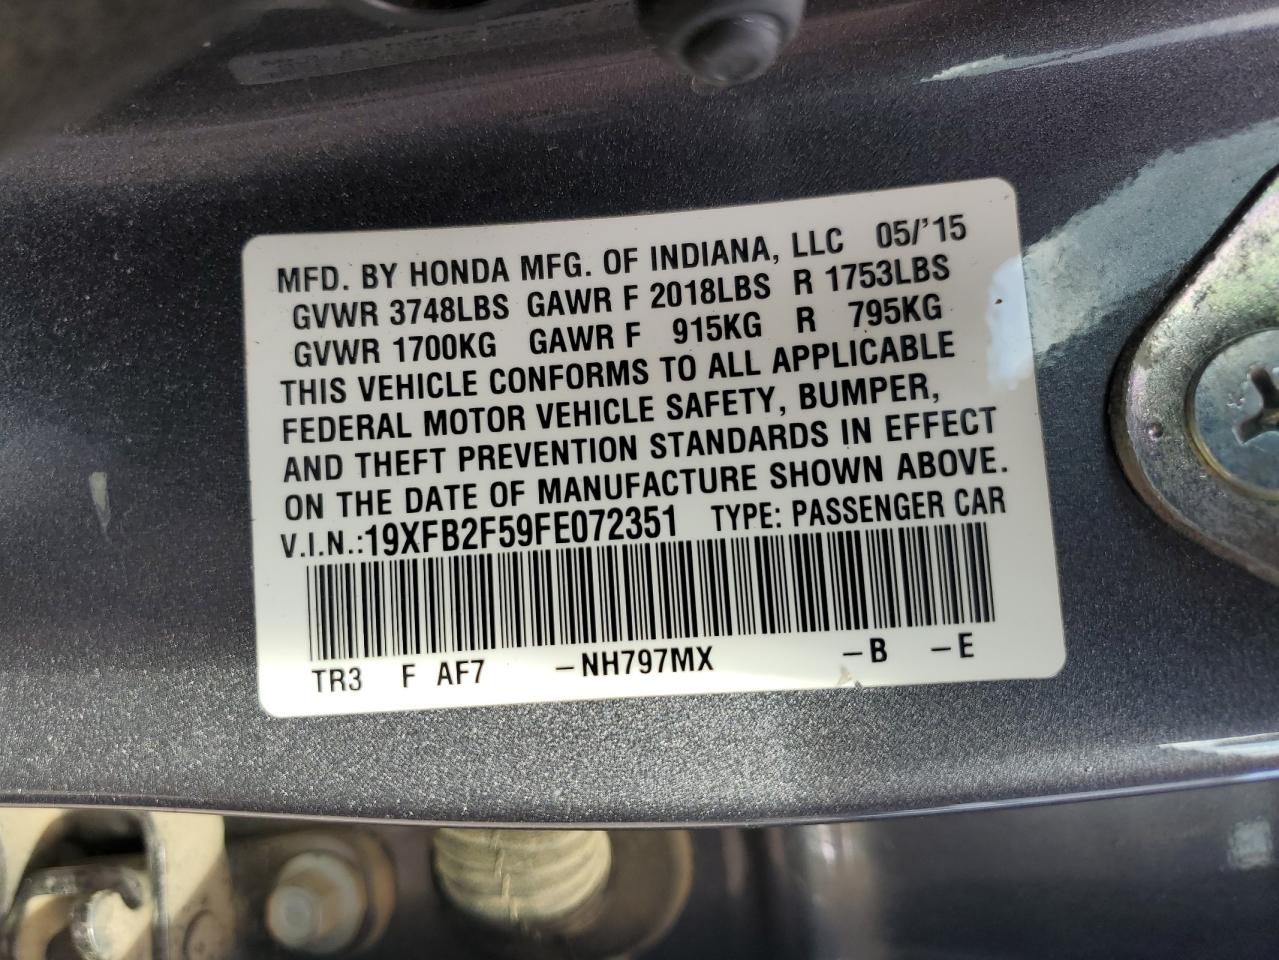 MFD. BY HONDA MFG. OF INDIANA, LLC 05/'15
GVWR 3748LBS GAWR F 2018LBS R 1753LBS
GVWR 1700KG GAWR F 915KG R 795KG
THIS VEHICLE CONFORMS TO ALL APPLICABLE
FEDERAL MOTOR VEHICLE SAFETY, BUMPER,
AND THEFT PREVENTION STANDARDS IN EFFECT
ON THE DATE OF MANUFACTURE SHOWN ABOVE.
V.I.N.:19XFB2F59FE072351 TYPE: PASSENGER CAR
TR3 F AF7 -NH797MX -B -E